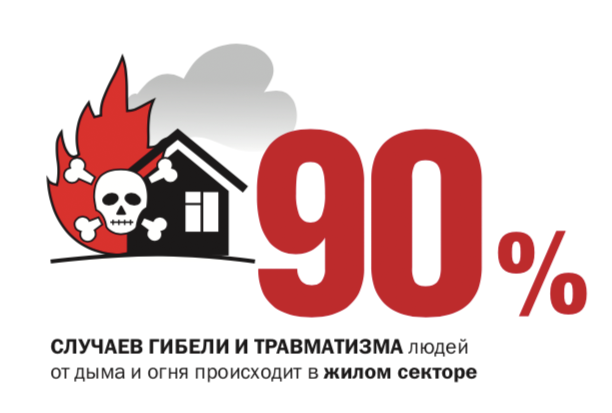 90%
СЛУЧАЕВ ГИБЕЛИ И ТРАВМАТИЗМА людей
от дыма и огня происходит в жилом секторе